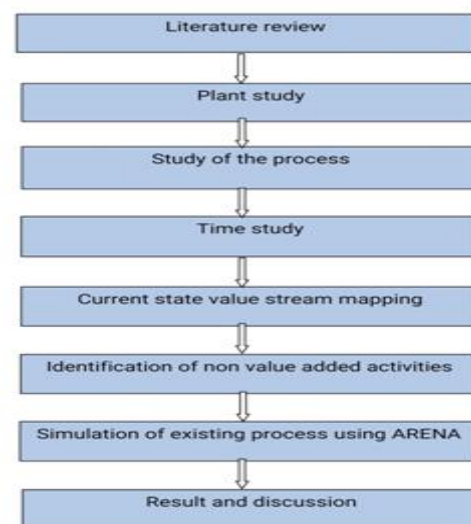 Literature review
Plant study
Study of the process
Time study
Current state value stream mapping
Identification of non value added activities
Simulation of existing process using ARENA
Result and discussion